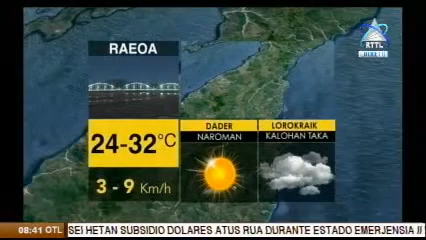 RAEOA
RTTL
24-32°C
3 - 9 Km/h
DADER
NAROMAN
LOROKRAIK
KALOHAN TAKA
08:41 OTL
SEI HETAN SUBSIDIO DOLARES ATUS RUA DURANTE ESTADO EMERJENSIA //